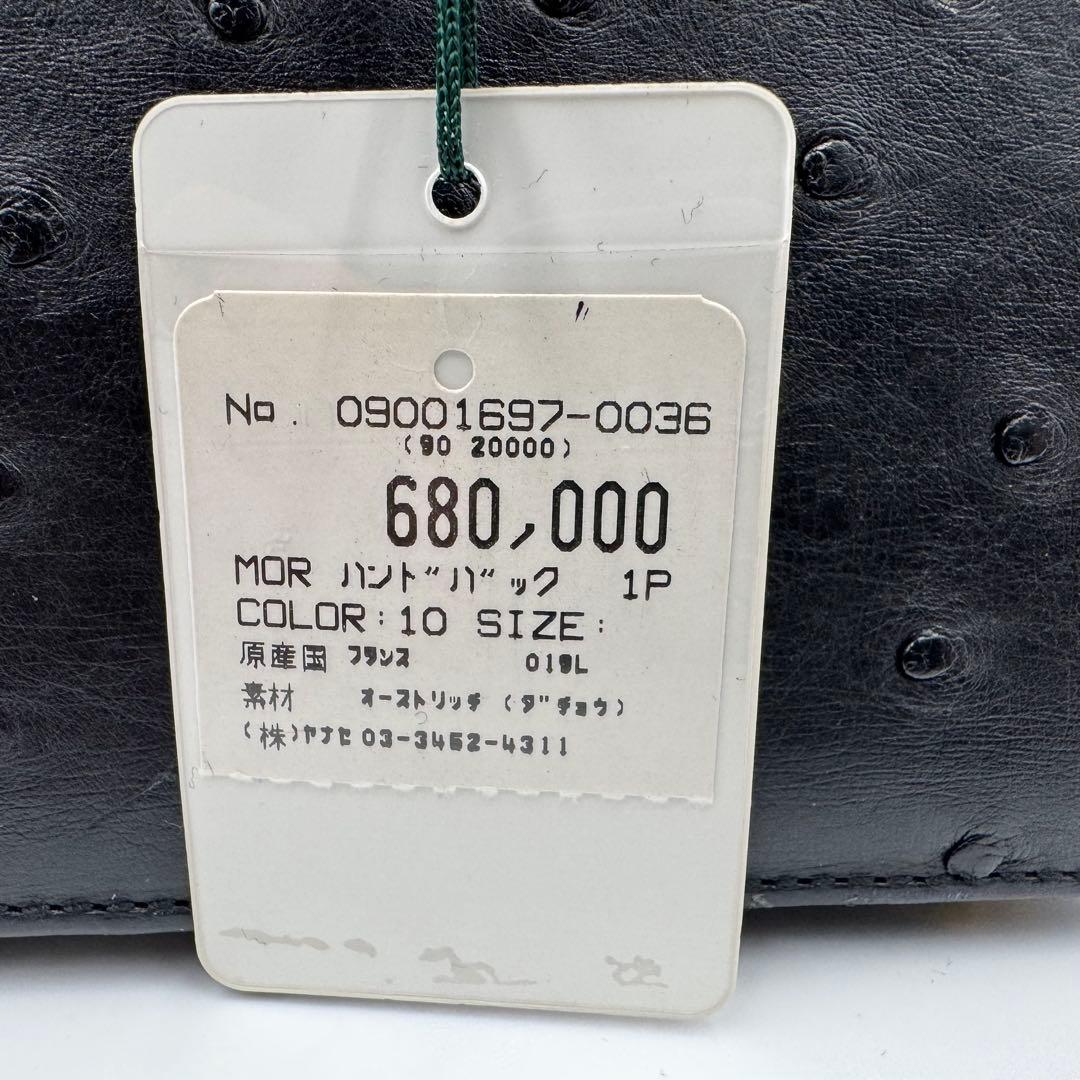 No. 09001697-0036
(90 20000)
680,000
MOR ハンドバック 1P
COLOR:10 SIZE:
原産国 フランス 019L
素材 オーストリッチ(ダチョウ)
(株)ヤナセ 03-3452-4311